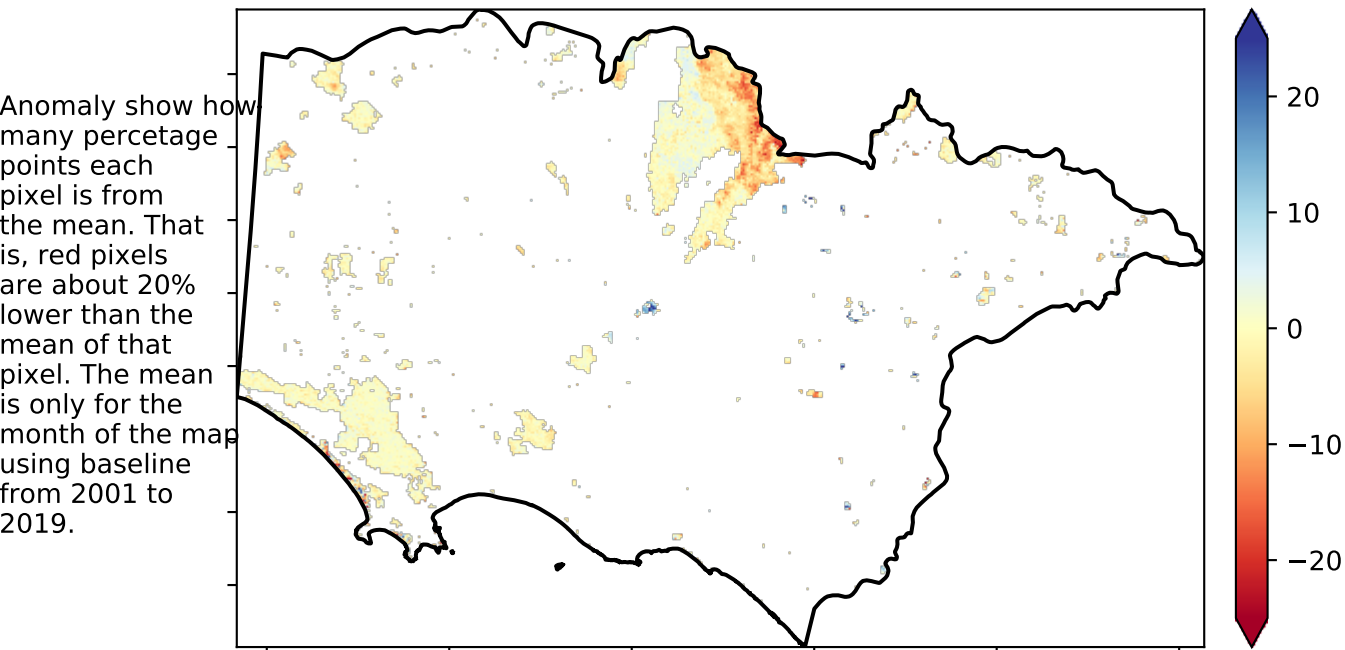 Anomaly show how
many percetage
points each
pixel is from
the mean. That
is, red pixels
are about 20%
lower than the
mean of that
pixel. The mean
is only for the
month of the map
using baseline
from 2001 to
2019.
20
10
0
−10
−20